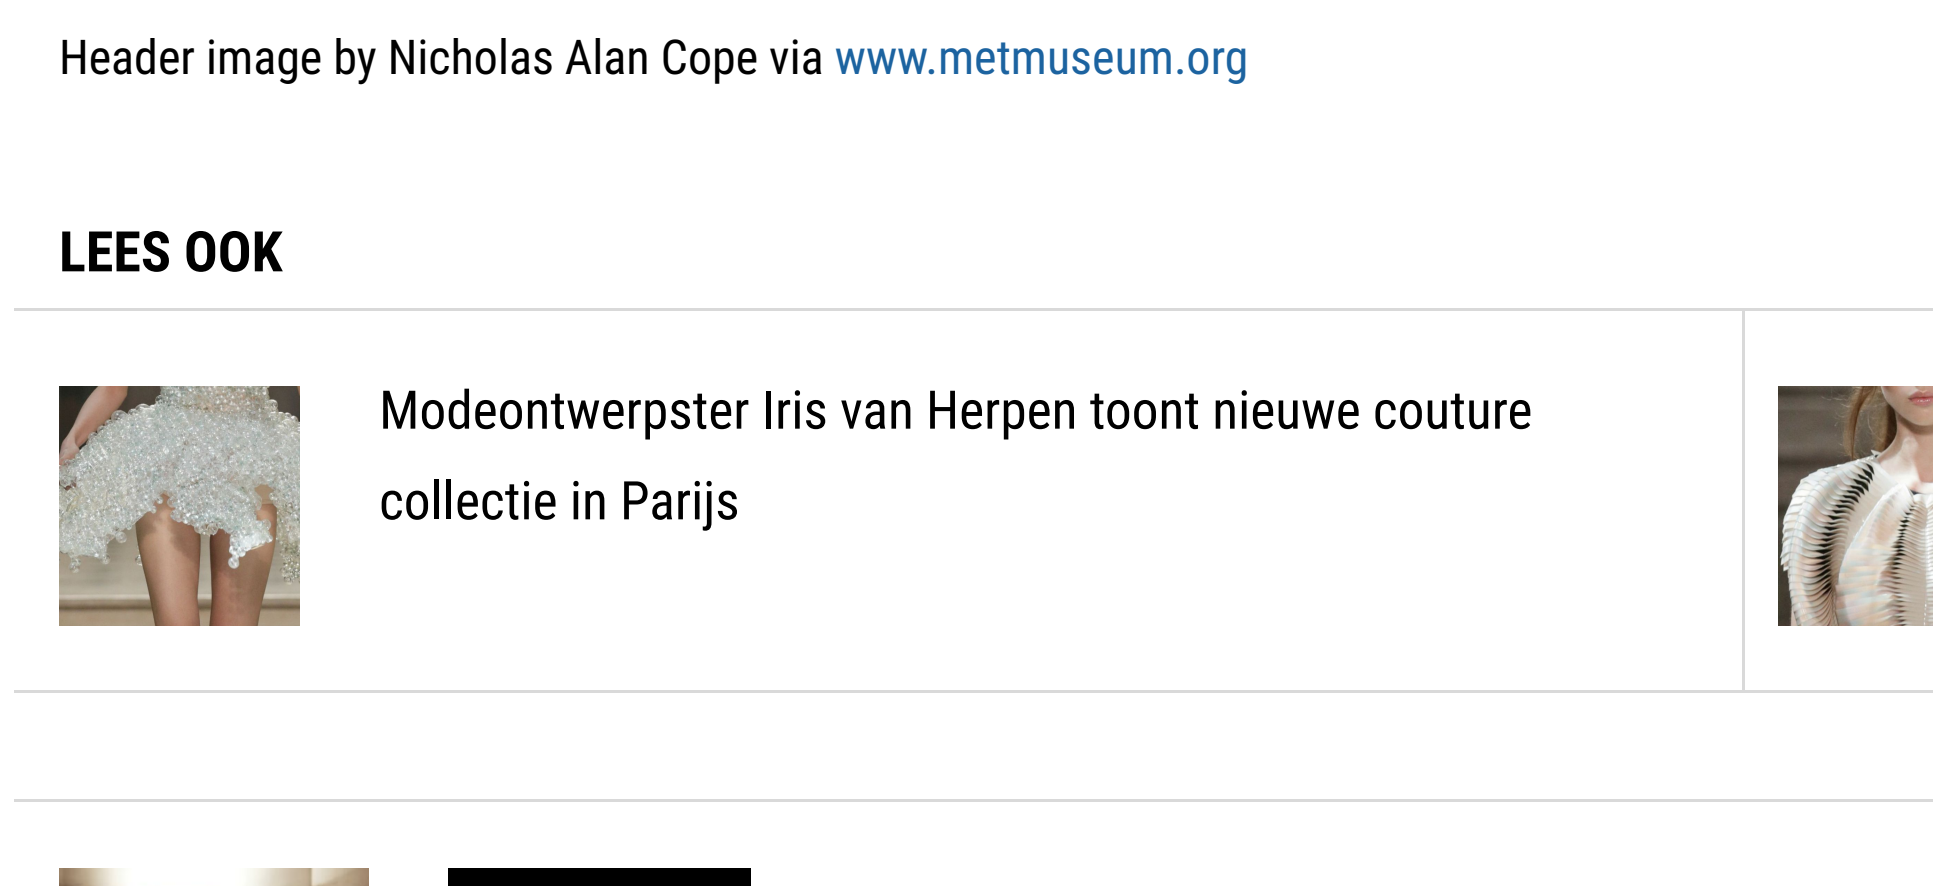 Header image by Nicholas Alan Cope via www.metmuseum.org
LEES OOK
Modeontwerpster Iris van Herpen toont nieuwe couture
collectie in Parijs